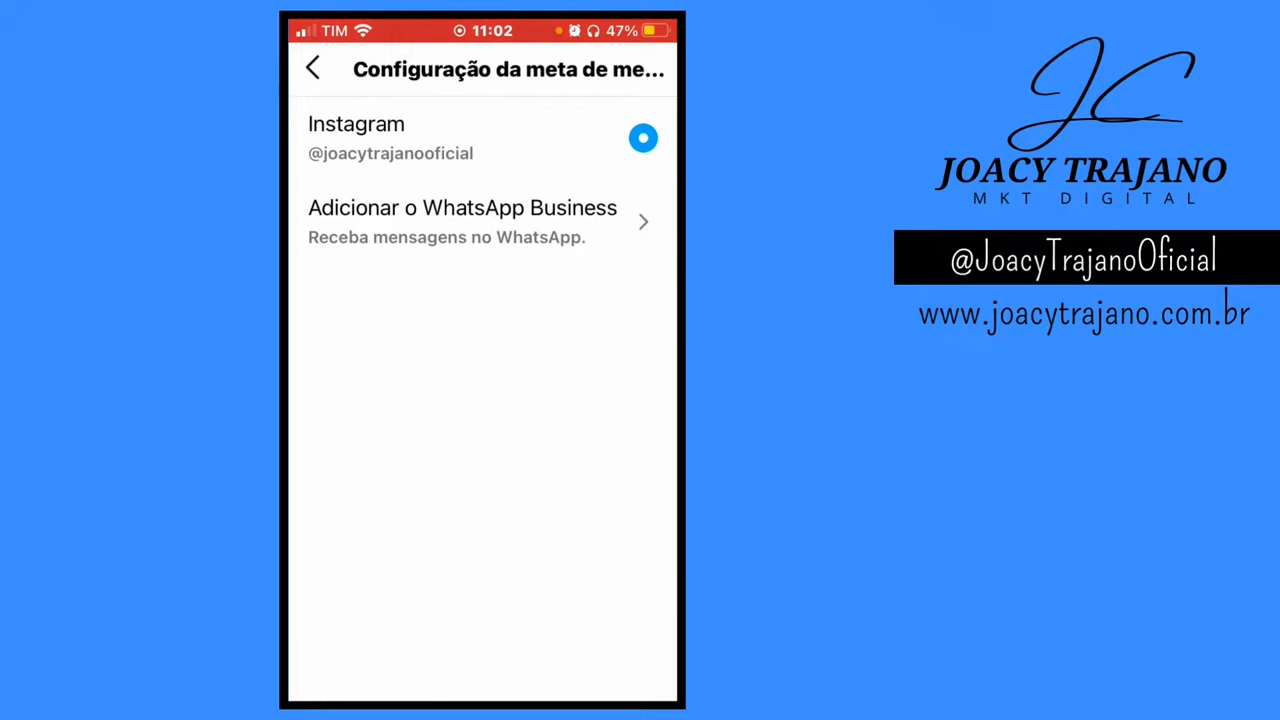 TIM 11:02 47%
Configuração da meta de me...
Instagram
@joacytrajanooficial
Adicionar o WhatsApp Business
Receba mensagens no WhatsApp.
JC
JOACY TRAJANO
MKT DIGITAL
@JoacyTrajanoOficial
www.joacytrajano.com.br